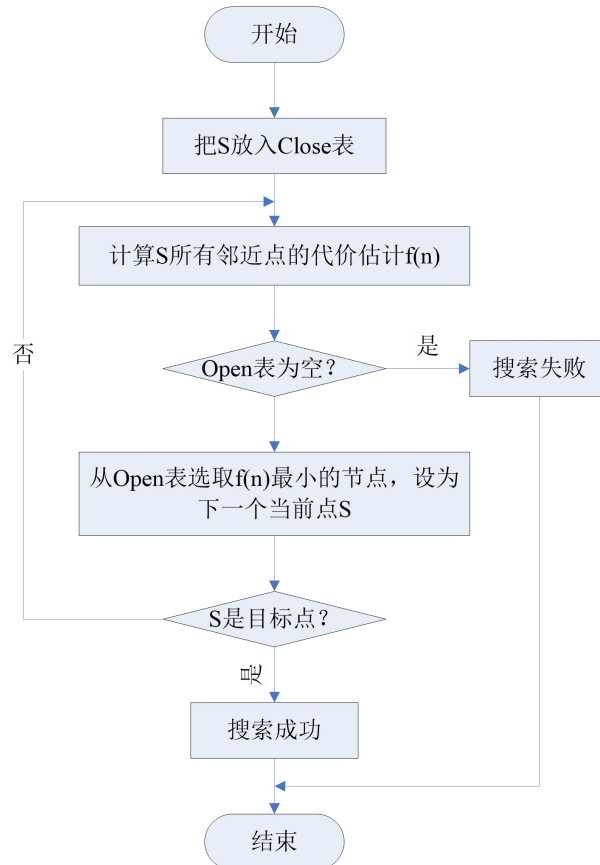 开始
把S放入Close表
计算S所有邻近点的代价估计f(n)
否
Open表为空？
是
搜索失败
从Open表选取f(n)最小的节点，设为
下一个当前点S
S是目标点？
是
搜索成功
结束